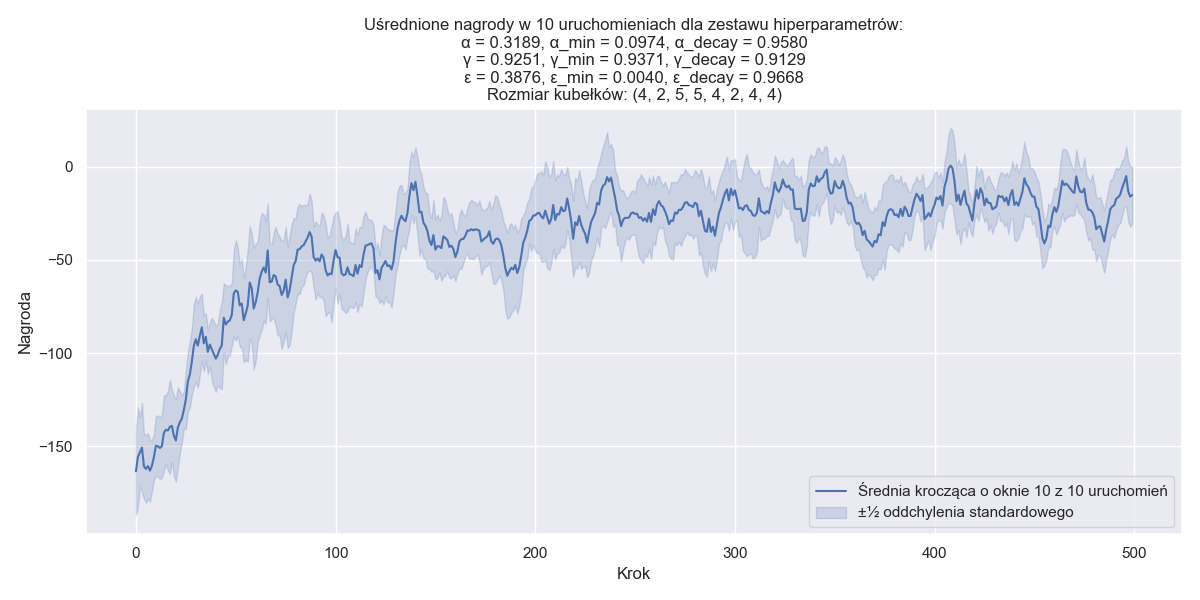 Uśrednione nagrody w 10 uruchomieniach dla zestawu hiperparametrów:
α = 0.3189, α_min = 0.0974, α_decay = 0.9580
γ = 0.9251, γ_min = 0.9371, γ_decay = 0.9129
ε = 0.3876, ε_min = 0.0040, ε_decay = 0.9668
Rozmiar kubełków: (4, 2, 5, 5, 4, 2, 4, 4)
Nagroda
0
−50
−100
−150
0
100
200
300
400
500
Krok
Średnia krocząca o oknie 10 z 10 uruchomień
±½ oddchylenia standardowego